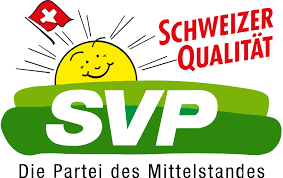 SCHWEIZER
QUALITÄT
SVP
Die Partei des Mittelstandes